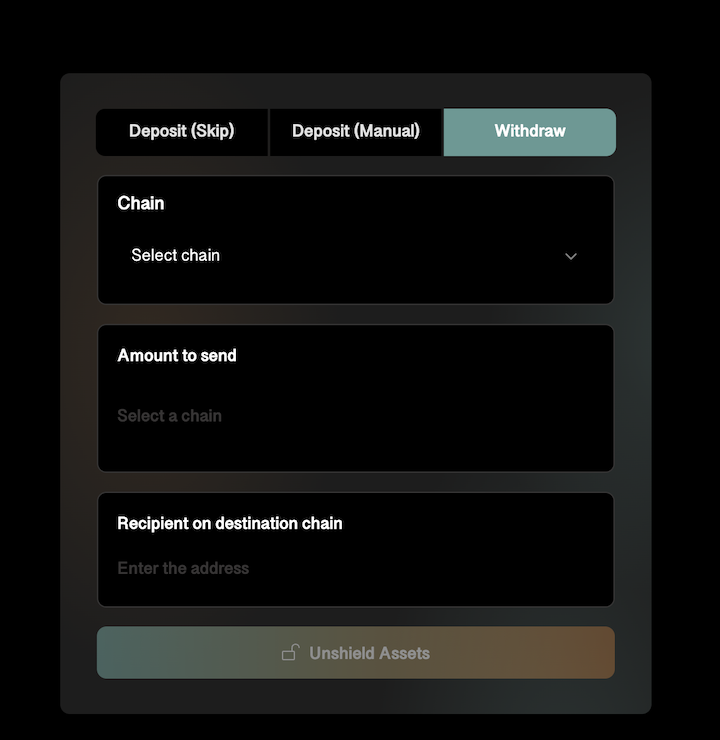 Deposit (Skip)
Deposit (Manual)
Withdraw
Chain
Select chain
Amount to send
Select a chain
Recipient on destination chain
Enter the address
Unshield Assets